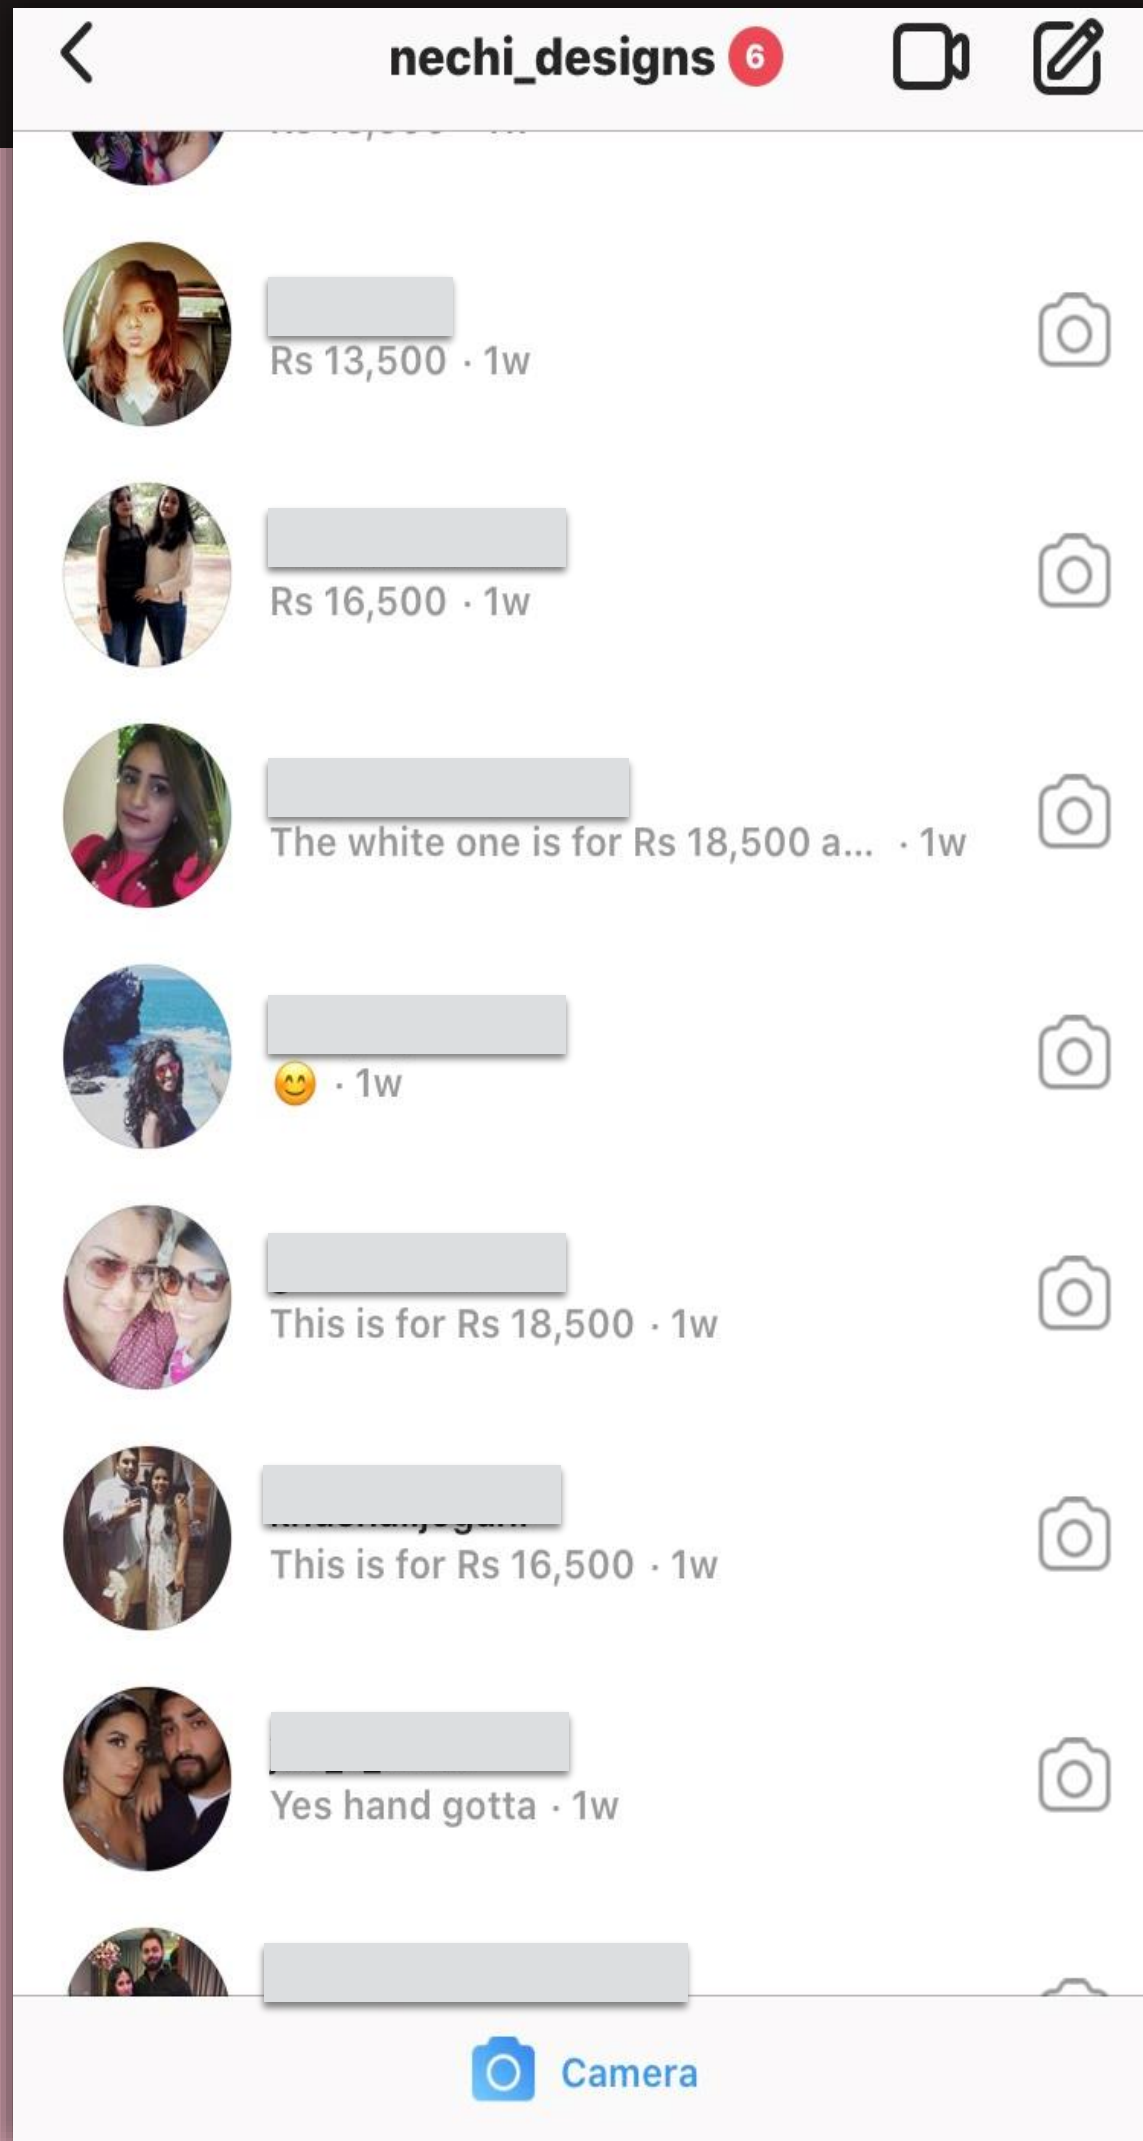 nechi_designs 6
Rs 13,500 · 1w
Rs 16,500 · 1w
The white one is for Rs 18,500 a... · 1w
😊 · 1w
This is for Rs 18,500 · 1w
This is for Rs 16,500 · 1w
Yes hand gotta · 1w
Camera